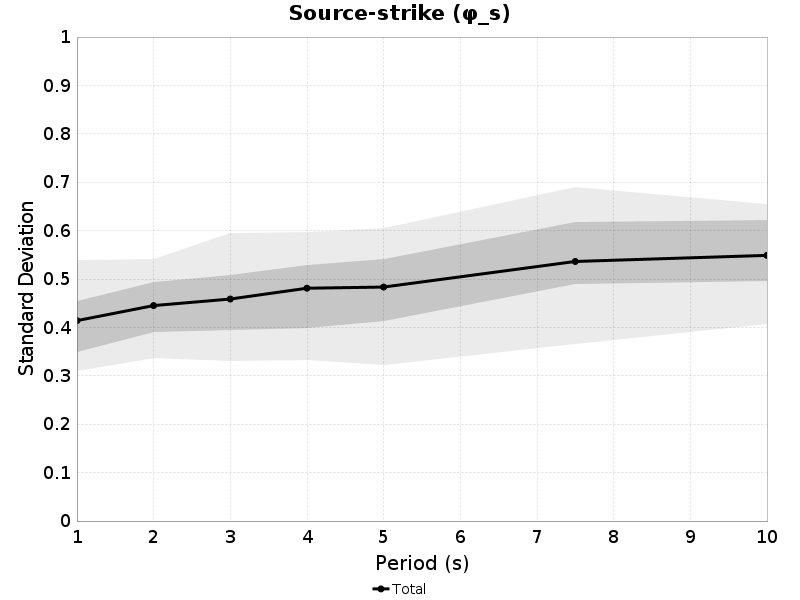 Source-strike (φ_s)
1
0.9
0.8
0.7
0.6
0.5
0.4
0.3
0.2
0.1
0
Standard Deviation
1 2 3 4 5 6 7 8 9 10
Period (s)
Total